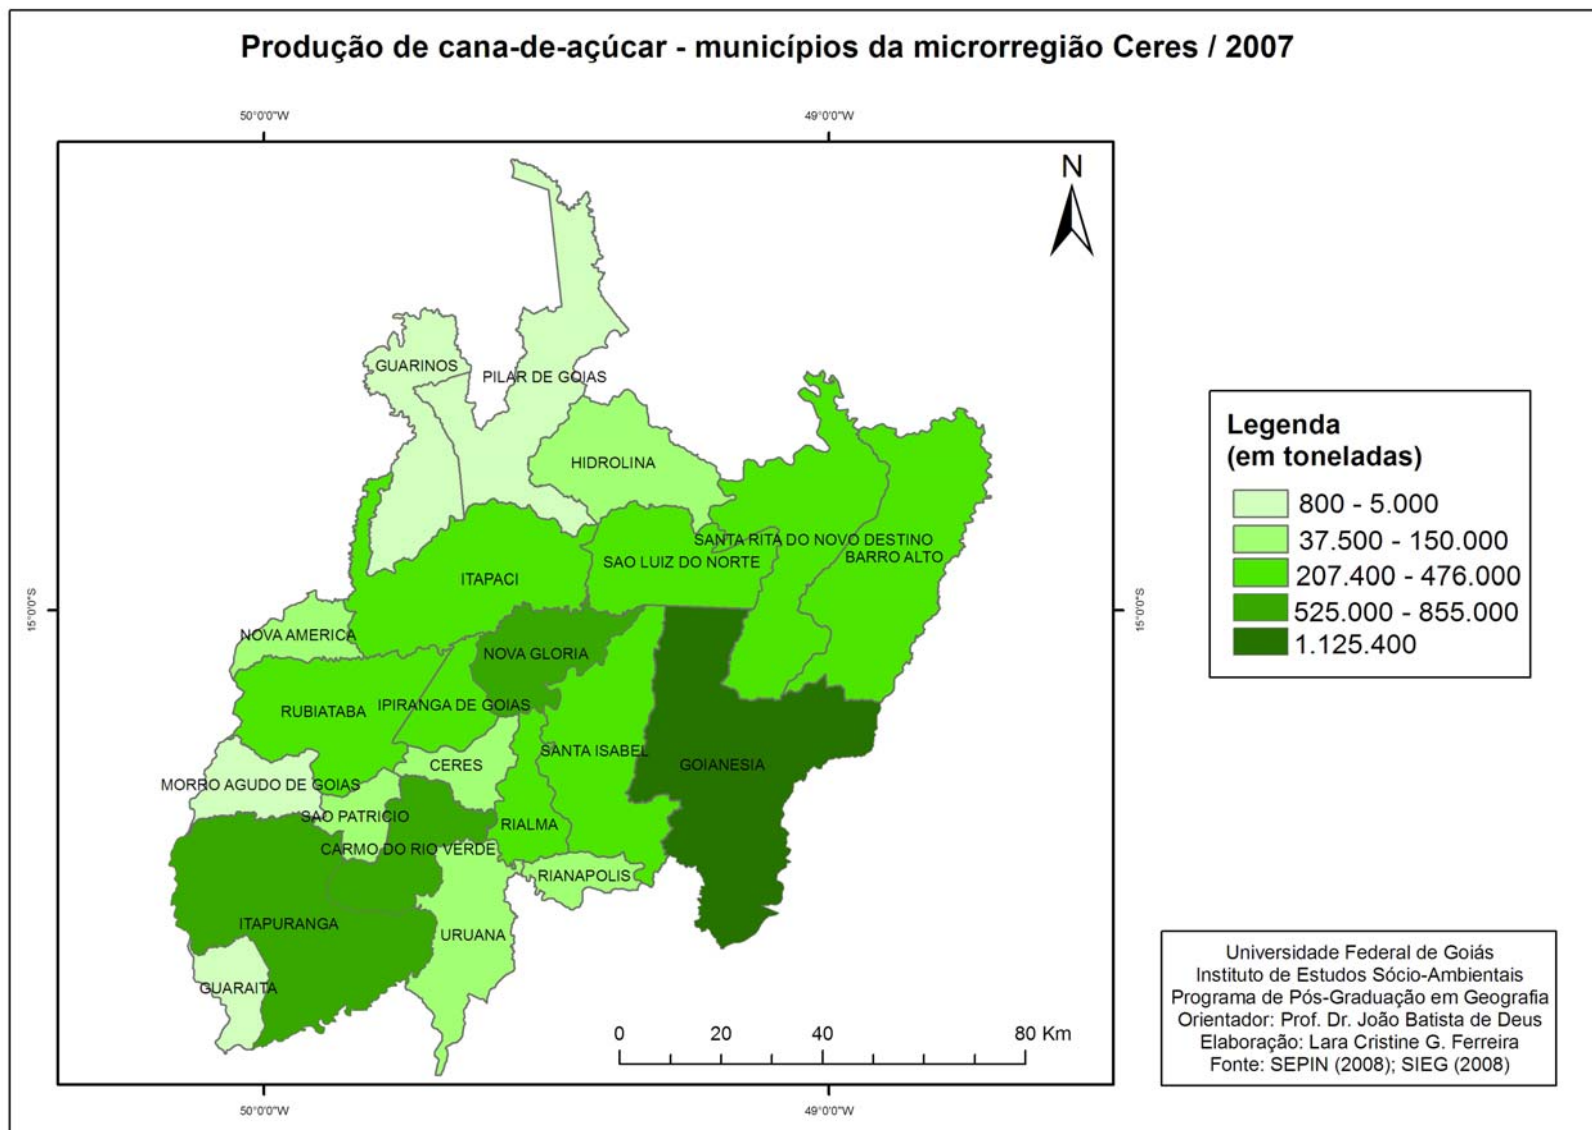 Produção de cana-de-açúcar - municípios da microrregião Ceres / 2007
50°0'0"W
49°0'0"W
N
GUARINOS
PILAR DE GOIAS
HIDROLINA
SANTA RITA DO NOVO DESTINO
BARRO ALTO
SAO LUIZ DO NORTE
ITAPACI
15°0'0"S
15°0'0"S
NOVA AMERICA
NOVA GLORIA
IPIRANGA DE GOIAS
RUBIATABA
SANTA ISABEL
CERES
GOIANESIA
MORRO AGUDO DE GOIAS
SAO PATRICIO
RIALMA
CARMO DO RIO VERDE
RIANAPOLIS
ITAPURANGA
URUANA
GUARAITA
0 20 40 80 Km
50°0'0"W
49°0'0"W
Legenda
(em toneladas)
800 - 5.000
37.500 - 150.000
207.400 - 476.000
525.000 - 855.000
1.125.400
Universidade Federal de Goiás
Instituto de Estudos Sócio-Ambientais
Programa de Pós-Graduação em Geografia
Orientador: Prof. Dr. João Batista de Deus
Elaboração: Lara Cristine G. Ferreira
Fonte: SEPIN (2008); SIEG (2008)